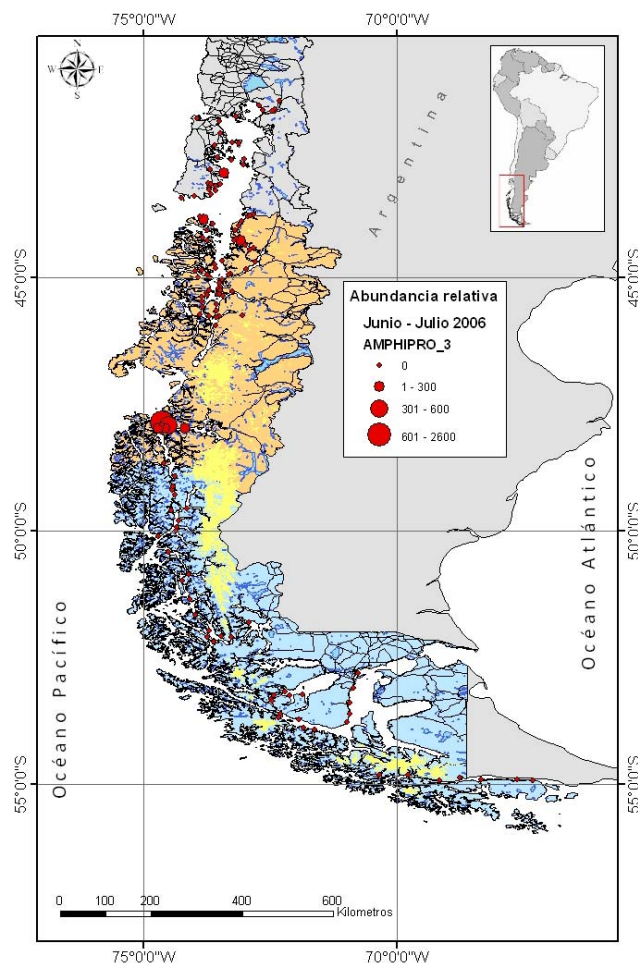 75°0'0"W 70°0'0"W
N
W E
S
Argentina
45°0'0"S 45°0'0"S
Abundancia relativa
Junio - Julio 2006
AMPHIPRO_3
0
1 - 300
301 - 600
601 - 2600
50°0'0"S 50°0'0"S
Océano Pacífico
Océano Atlántico
55°0'0"S 55°0'0"S
0 100 200 400 600
Kilometros
75°0'0"W 70°0'0"W